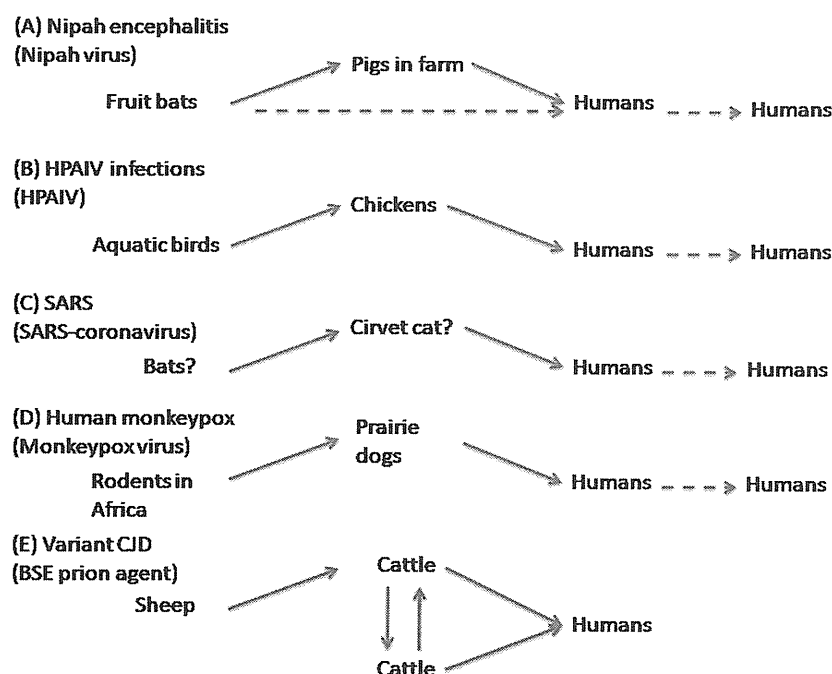 (A) Nipah encephalitis
(Nipah virus)
Pigs in farm
Fruit bats
Humans
Humans
(B) HPAIV infections
(HPAIV)
Chickens
Aquatic birds
Humans
Humans
(C) SARS
(SARS-coronavirus)
Cirvet cat?
Bats?
Humans
Humans
(D) Human monkeypox
(Monkeypox virus)
Prairie
dogs
Rodents in
Africa
Humans
Humans
(E) Variant CJD
(BSE prion agent)
Cattle
Sheep
Humans
Cattle